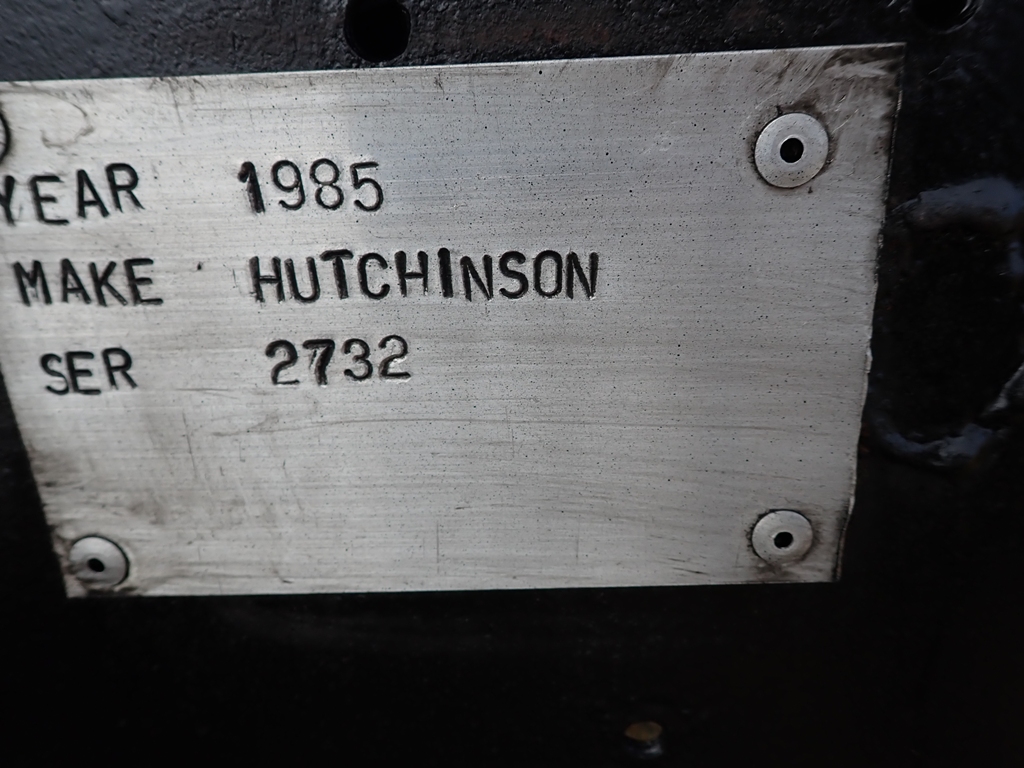 YEAR 1985
MAKE HUTCHINSON
SER 2732